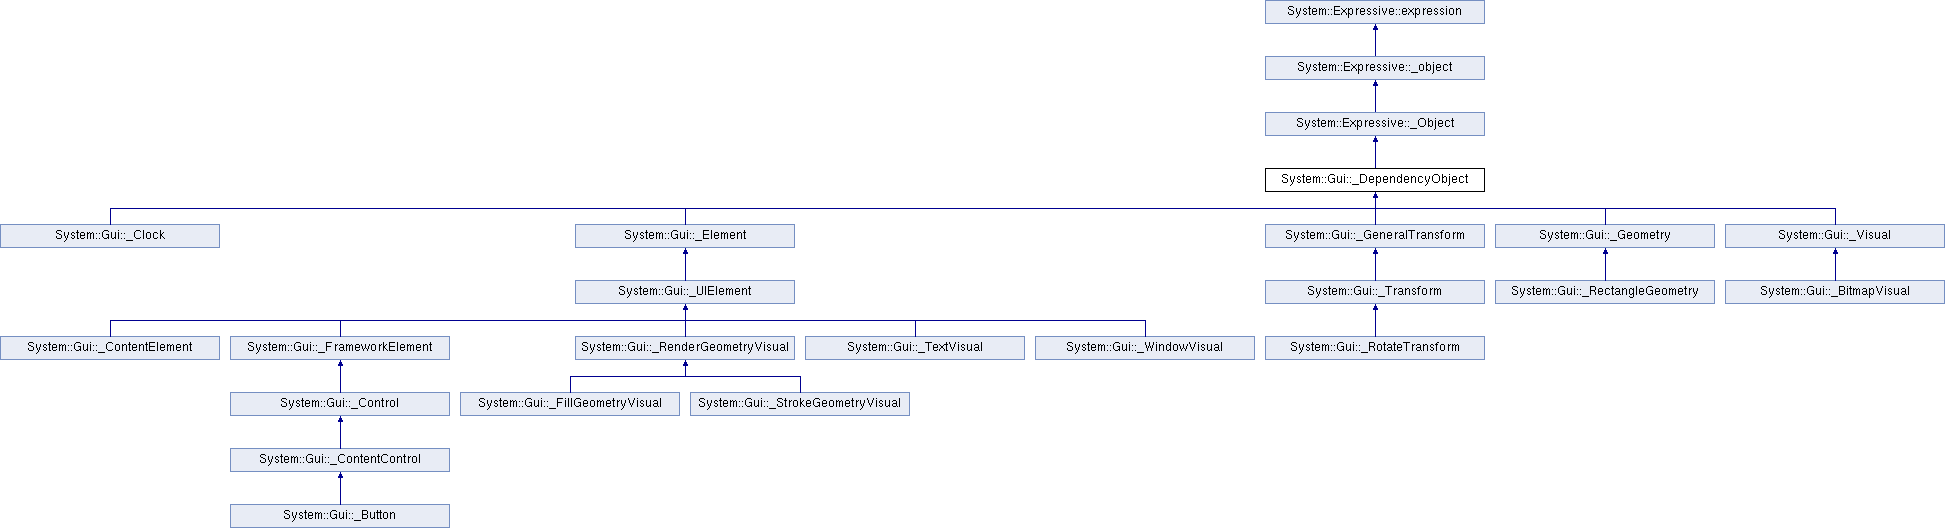 System::Expressive::expression
System::Expressive::_object
System::Expressive::_Object
System::Gui::_DependencyObject
System::Gui::_Clock
System::Gui::_Element
System::Gui::_GeneralTransform
System::Gui::_Geometry
System::Gui::_Visual
System::Gui::_UIElement
System::Gui::_Transform
System::Gui::_RectangleGeometry
System::Gui::_BitmapVisual
System::Gui::_ContentElement
System::Gui::_FrameworkElement
System::Gui::_RenderGeometryVisual
System::Gui::_TextVisual
System::Gui::_WindowVisual
System::Gui::_RotateTransform
System::Gui::_Control
System::Gui::_FillGeometryVisual
System::Gui::_StrokeGeometryVisual
System::Gui::_ContentControl
System::Gui::_Button